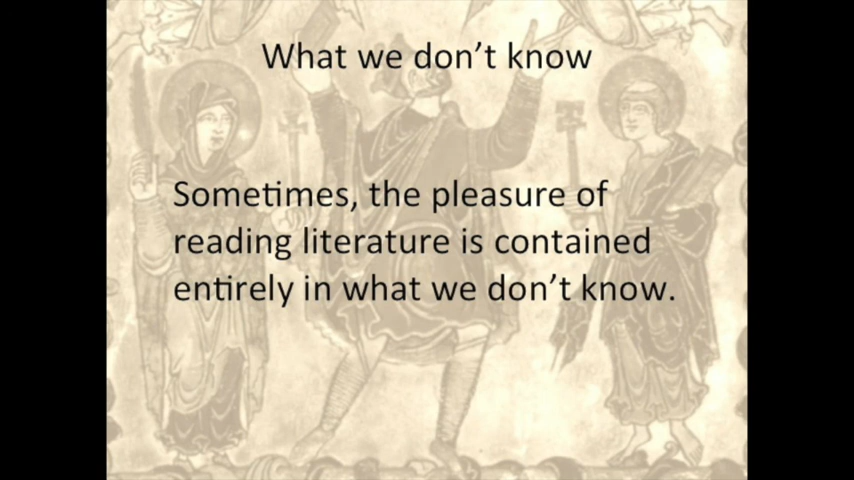 What we don’t know
Sometimes, the pleasure of
reading literature is contained
entirely in what we don’t know.